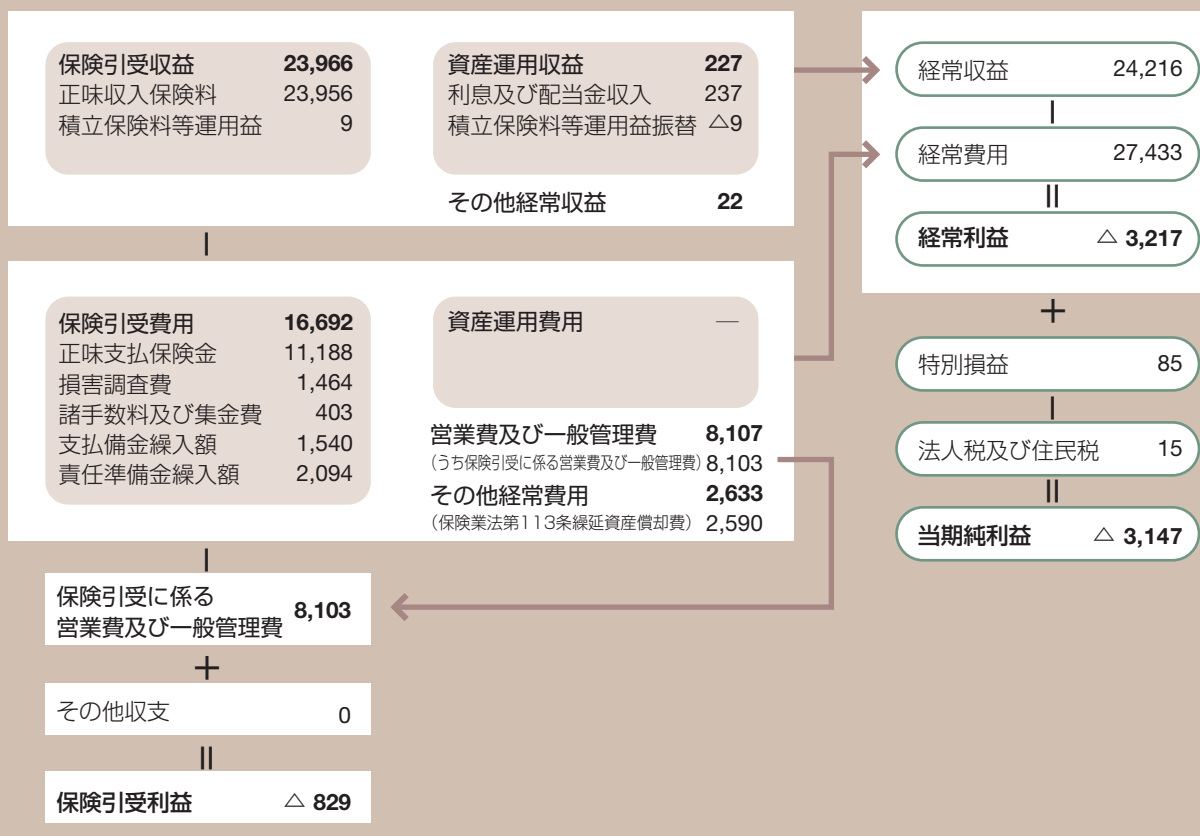 保険引受収益 23,966
正味収入保険料 23,956
積立保険料等運用益 9
資産運用収益 227
利息及び配当金収入 237
積立保険料等運用益振替 △9
その他経常収益 22
−
保険引受費用 16,692
正味支払保険金 11,188
損害調査費 1,464
諸手数料及び集金費 403
支払備金繰入額 1,540
責任準備金繰入額 2,094
資産運用費用 —
営業費及び一般管理費 8,107
(うち保険引受に係る営業費及び一般管理費) 8,103
その他経常費用 2,633
(保険業法第113条繰延資産償却費) 2,590
−
保険引受に係る
営業費及び一般管理費 8,103
+
その他収支 0
=
保険引受利益 △ 829
経常収益 24,216
−
経常費用 27,433
=
経常利益 △ 3,217
+
特別損益 85
−
法人税及び住民税 15
=
当期純利益 △ 3,147